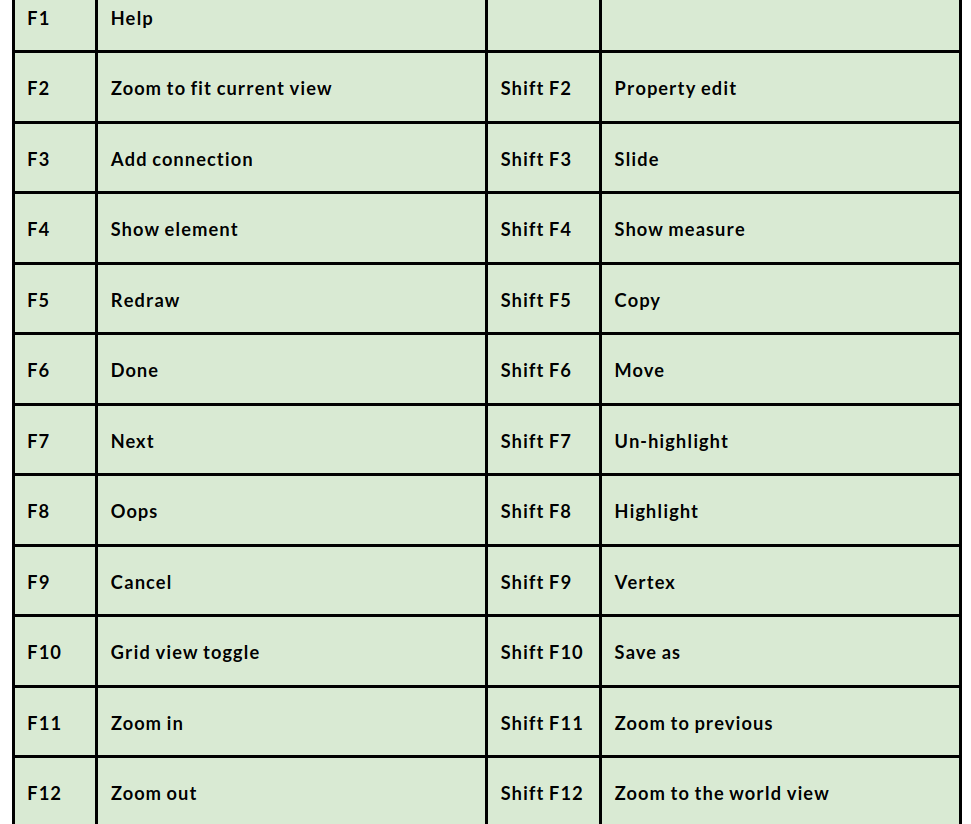 F1 Help
F2 Zoom to fit current view Shift F2 Property edit
F3 Add connection Shift F3 Slide
F4 Show element Shift F4 Show measure
F5 Redraw Shift F5 Copy
F6 Done Shift F6 Move
F7 Next Shift F7 Un-highlight
F8 Oops Shift F8 Highlight
F9 Cancel Shift F9 Vertex
F10 Grid view toggle Shift F10 Save as
F11 Zoom in Shift F11 Zoom to previous
F12 Zoom out Shift F12 Zoom to the world view